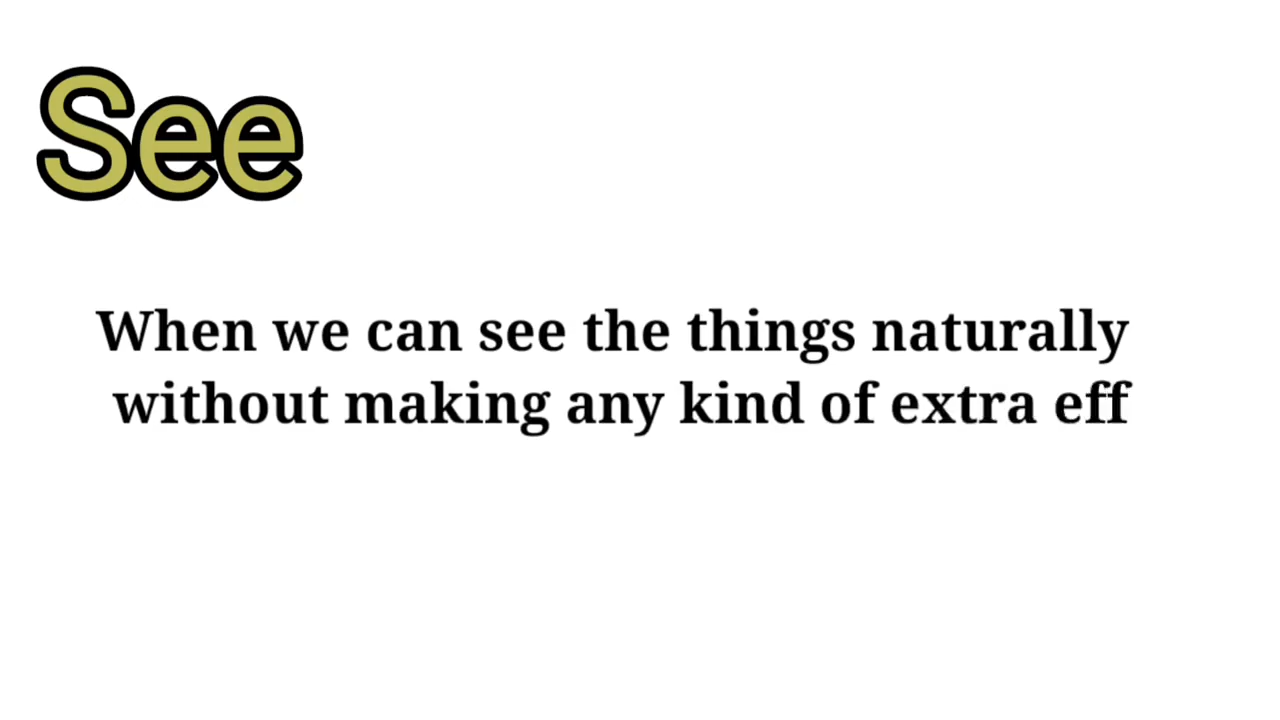 See
When we can see the things naturally
without making any kind of extra eff